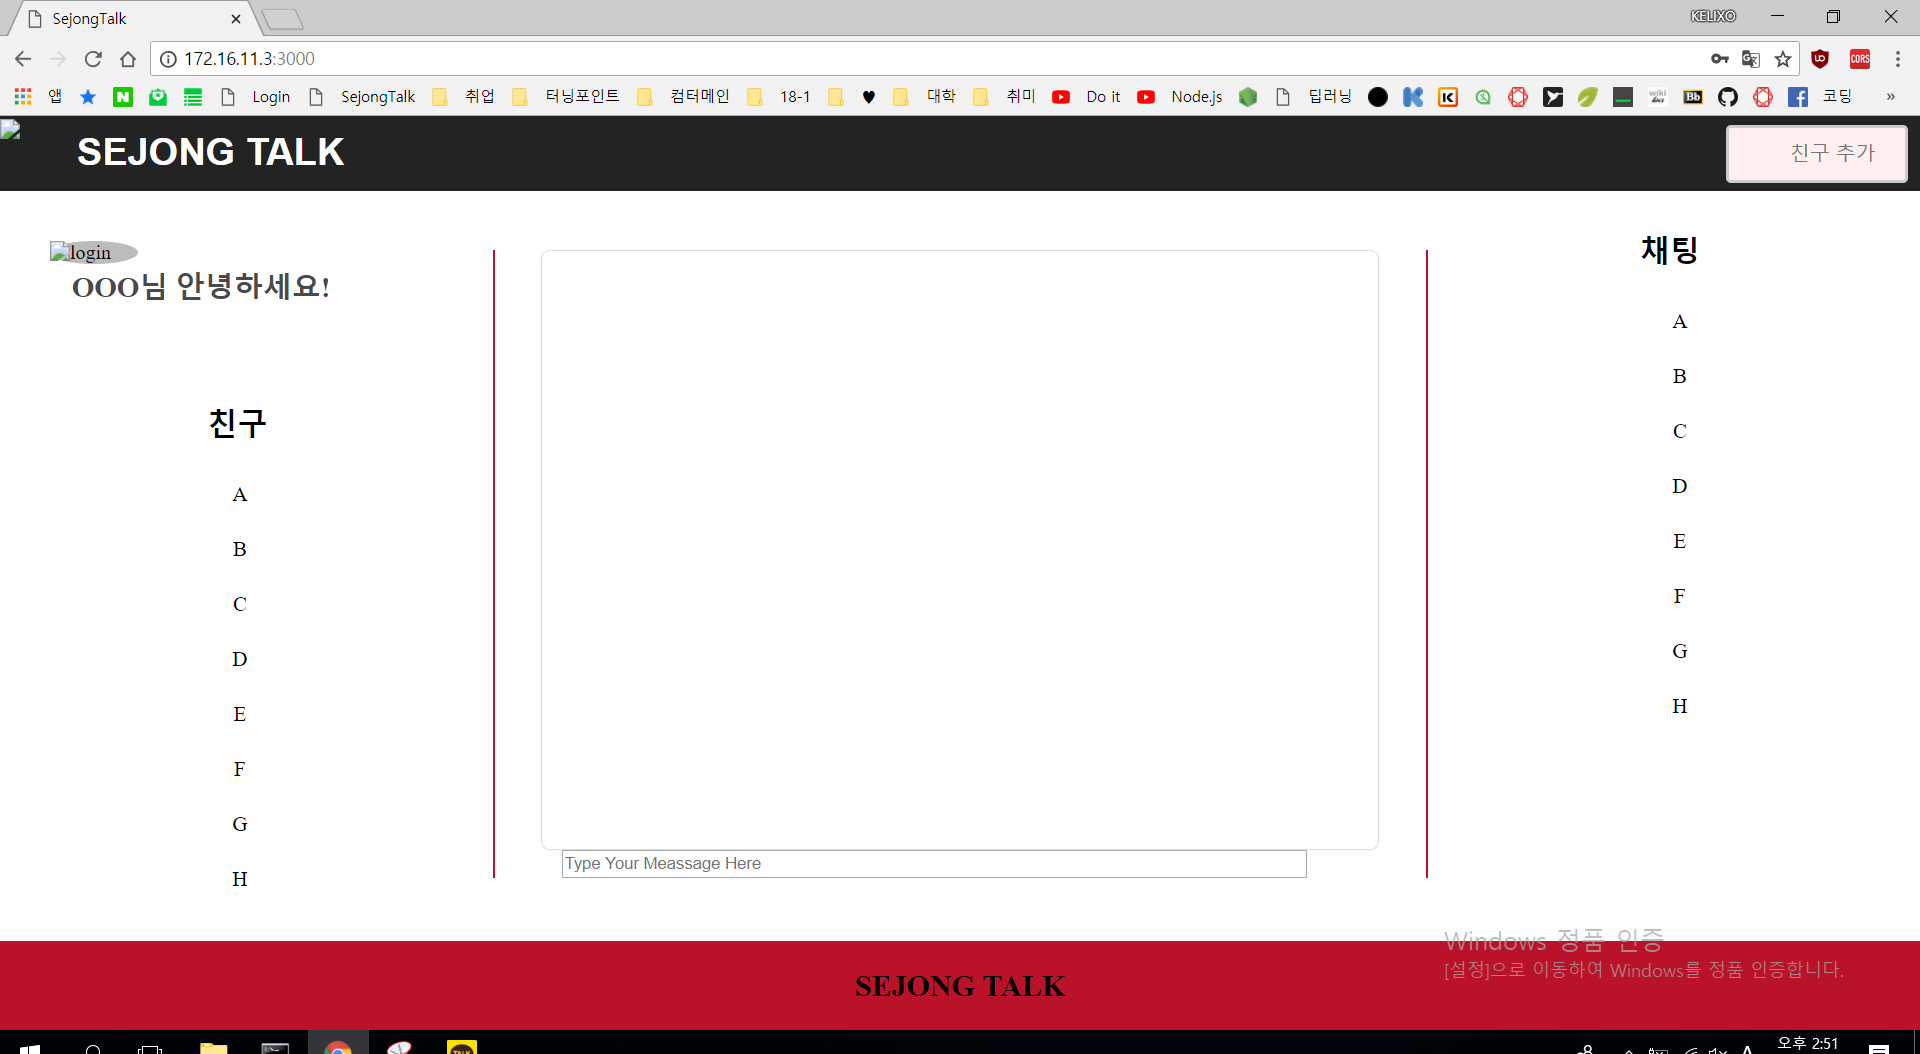 SejongTalk
KELIXO
172.16.11.3:3000
CORS
앱 Login SejongTalk 취업 터닝포인트 컴터메인 18-1 대학 취미 Do it Node.js 딥러닝 코딩 »
SEJONG TALK
친구 추가
login
OOO님 안녕하세요!
친구
A
B
C
D
E
F
G
H
Type Your Meassage Here
채팅
A
B
C
D
E
F
G
H
Windows 정품 인증
[설정]으로 이동하여 Windows를 정품 인증합니다.
SEJONG TALK
TALK
A
오후 2:51